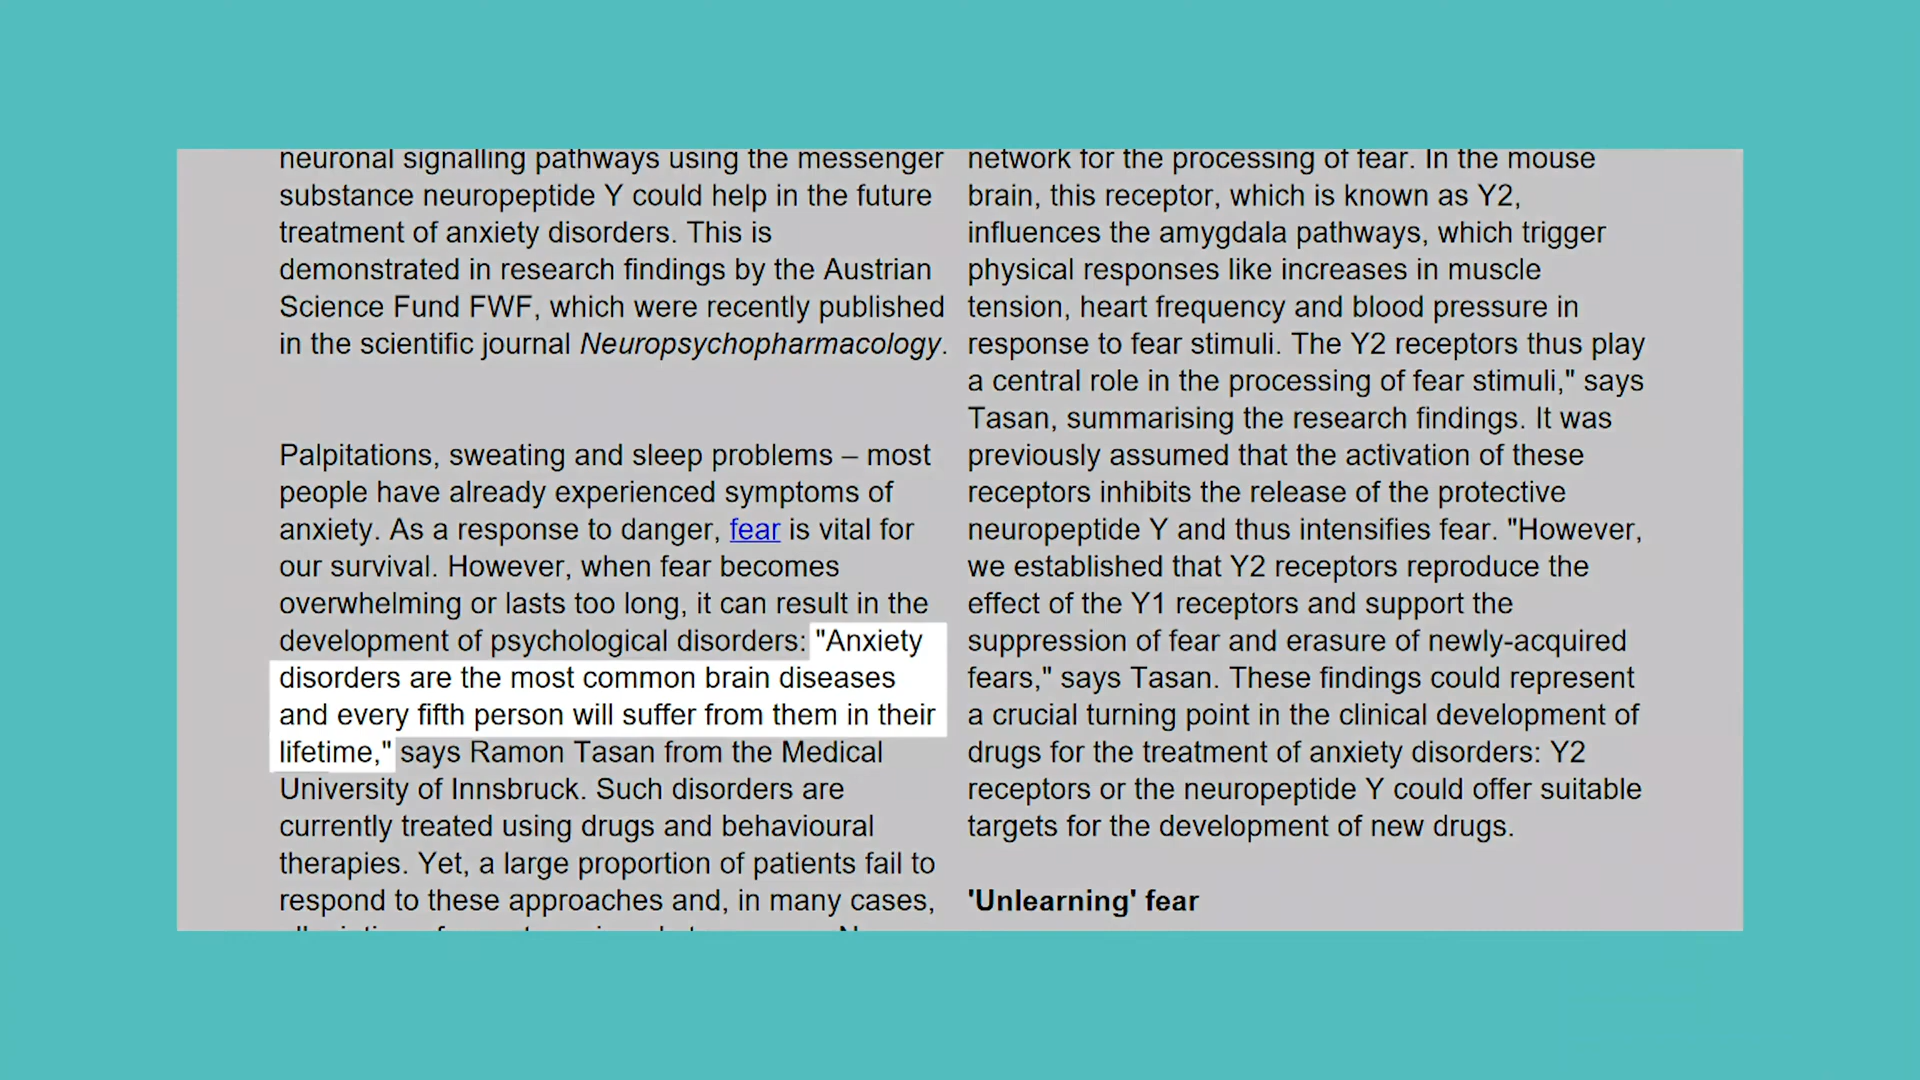 neuronal signalling pathways using the messenger
substance neuropeptide Y could help in the future
treatment of anxiety disorders. This is
demonstrated in research findings by the Austrian
Science Fund FWF, which were recently published
in the scientific journal Neuropsychopharmacology.
Palpitations, sweating and sleep problems – most
people have already experienced symptoms of
anxiety. As a response to danger, fear is vital for
our survival. However, when fear becomes
overwhelming or lasts too long, it can result in the
development of psychological disorders: "Anxiety
disorders are the most common brain diseases
and every fifth person will suffer from them in their
lifetime," says Ramon Tasan from the Medical
University of Innsbruck. Such disorders are
currently treated using drugs and behavioural
therapies. Yet, a large proportion of patients fail to
respond to these approaches and, in many cases,
network for the processing of fear. In the mouse
brain, this receptor, which is known as Y2,
influences the amygdala pathways, which trigger
physical responses like increases in muscle
tension, heart frequency and blood pressure in
response to fear stimuli. The Y2 receptors thus play
a central role in the processing of fear stimuli," says
Tasan, summarising the research findings. It was
previously assumed that the activation of these
receptors inhibits the release of the protective
neuropeptide Y and thus intensifies fear. "However,
we established that Y2 receptors reproduce the
effect of the Y1 receptors and support the
suppression of fear and erasure of newly-acquired
fears," says Tasan. These findings could represent
a crucial turning point in the clinical development of
drugs for the treatment of anxiety disorders: Y2
receptors or the neuropeptide Y could offer suitable
targets for the development of new drugs.
'Unlearning' fear